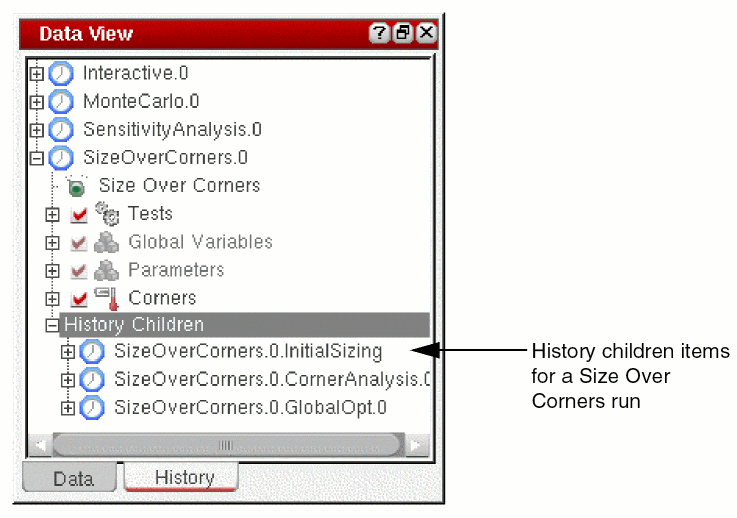 Data View
Interactive.0
MonteCarlo.0
SensitivityAnalysis.0
SizeOverCorners.0
Size Over Corners
Tests
Global Variables
Parameters
Corners
History Children
SizeOverCorners.0.InitialSizing
SizeOverCorners.0.CornerAnalysis.0
SizeOverCorners.0.GlobalOpt.0
History children items
for a Size Over
Corners run
Data
History